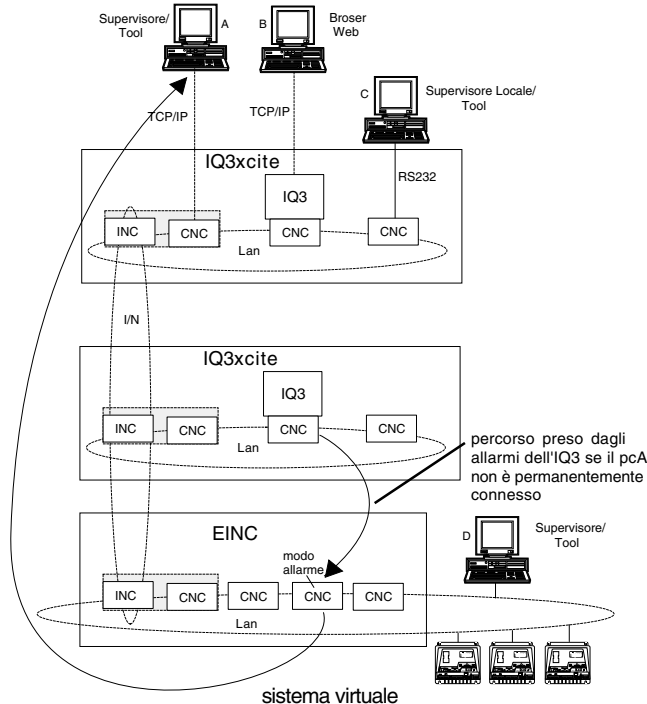 Supervisore/
Tool
A
B
Broser
Web
C
Supervisore Locale/
Tool
TCP/IP
TCP/IP
RS232
IQ3xcite
IQ3
INC
CNC
CNC
CNC
Lan
I/N
IQ3xcite
IQ3
INC
CNC
CNC
CNC
Lan
percorso preso dagli
allarmi dell'IQ3 se il pcA
non è permanentemente
connesso
EINC
modo
allarme
INC
CNC
CNC
CNC
CNC
Lan
D
Supervisore/
Tool
sistema virtuale